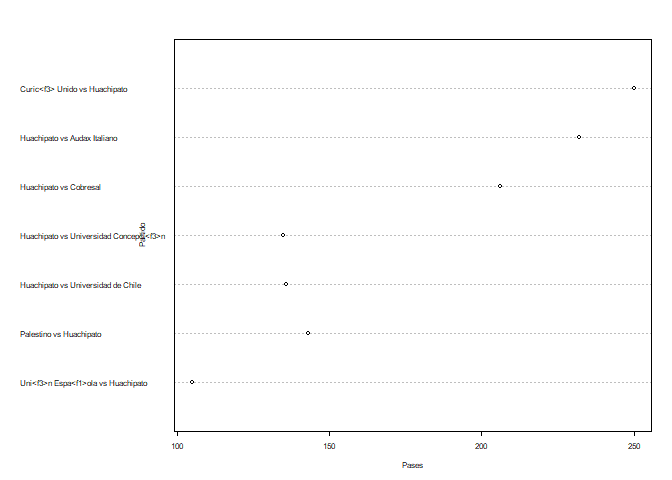 Curic<f3> Unido vs Huachipato
Huachipato vs Audax Italiano
Huachipato vs Cobresal
Huachipato vs Universidad Concepci<f3>n
Partido
Huachipato vs Universidad de Chile
Palestino vs Huachipato
Uni<f3>n Espa<f1>ola vs Huachipato
100 150 200 250
Pases